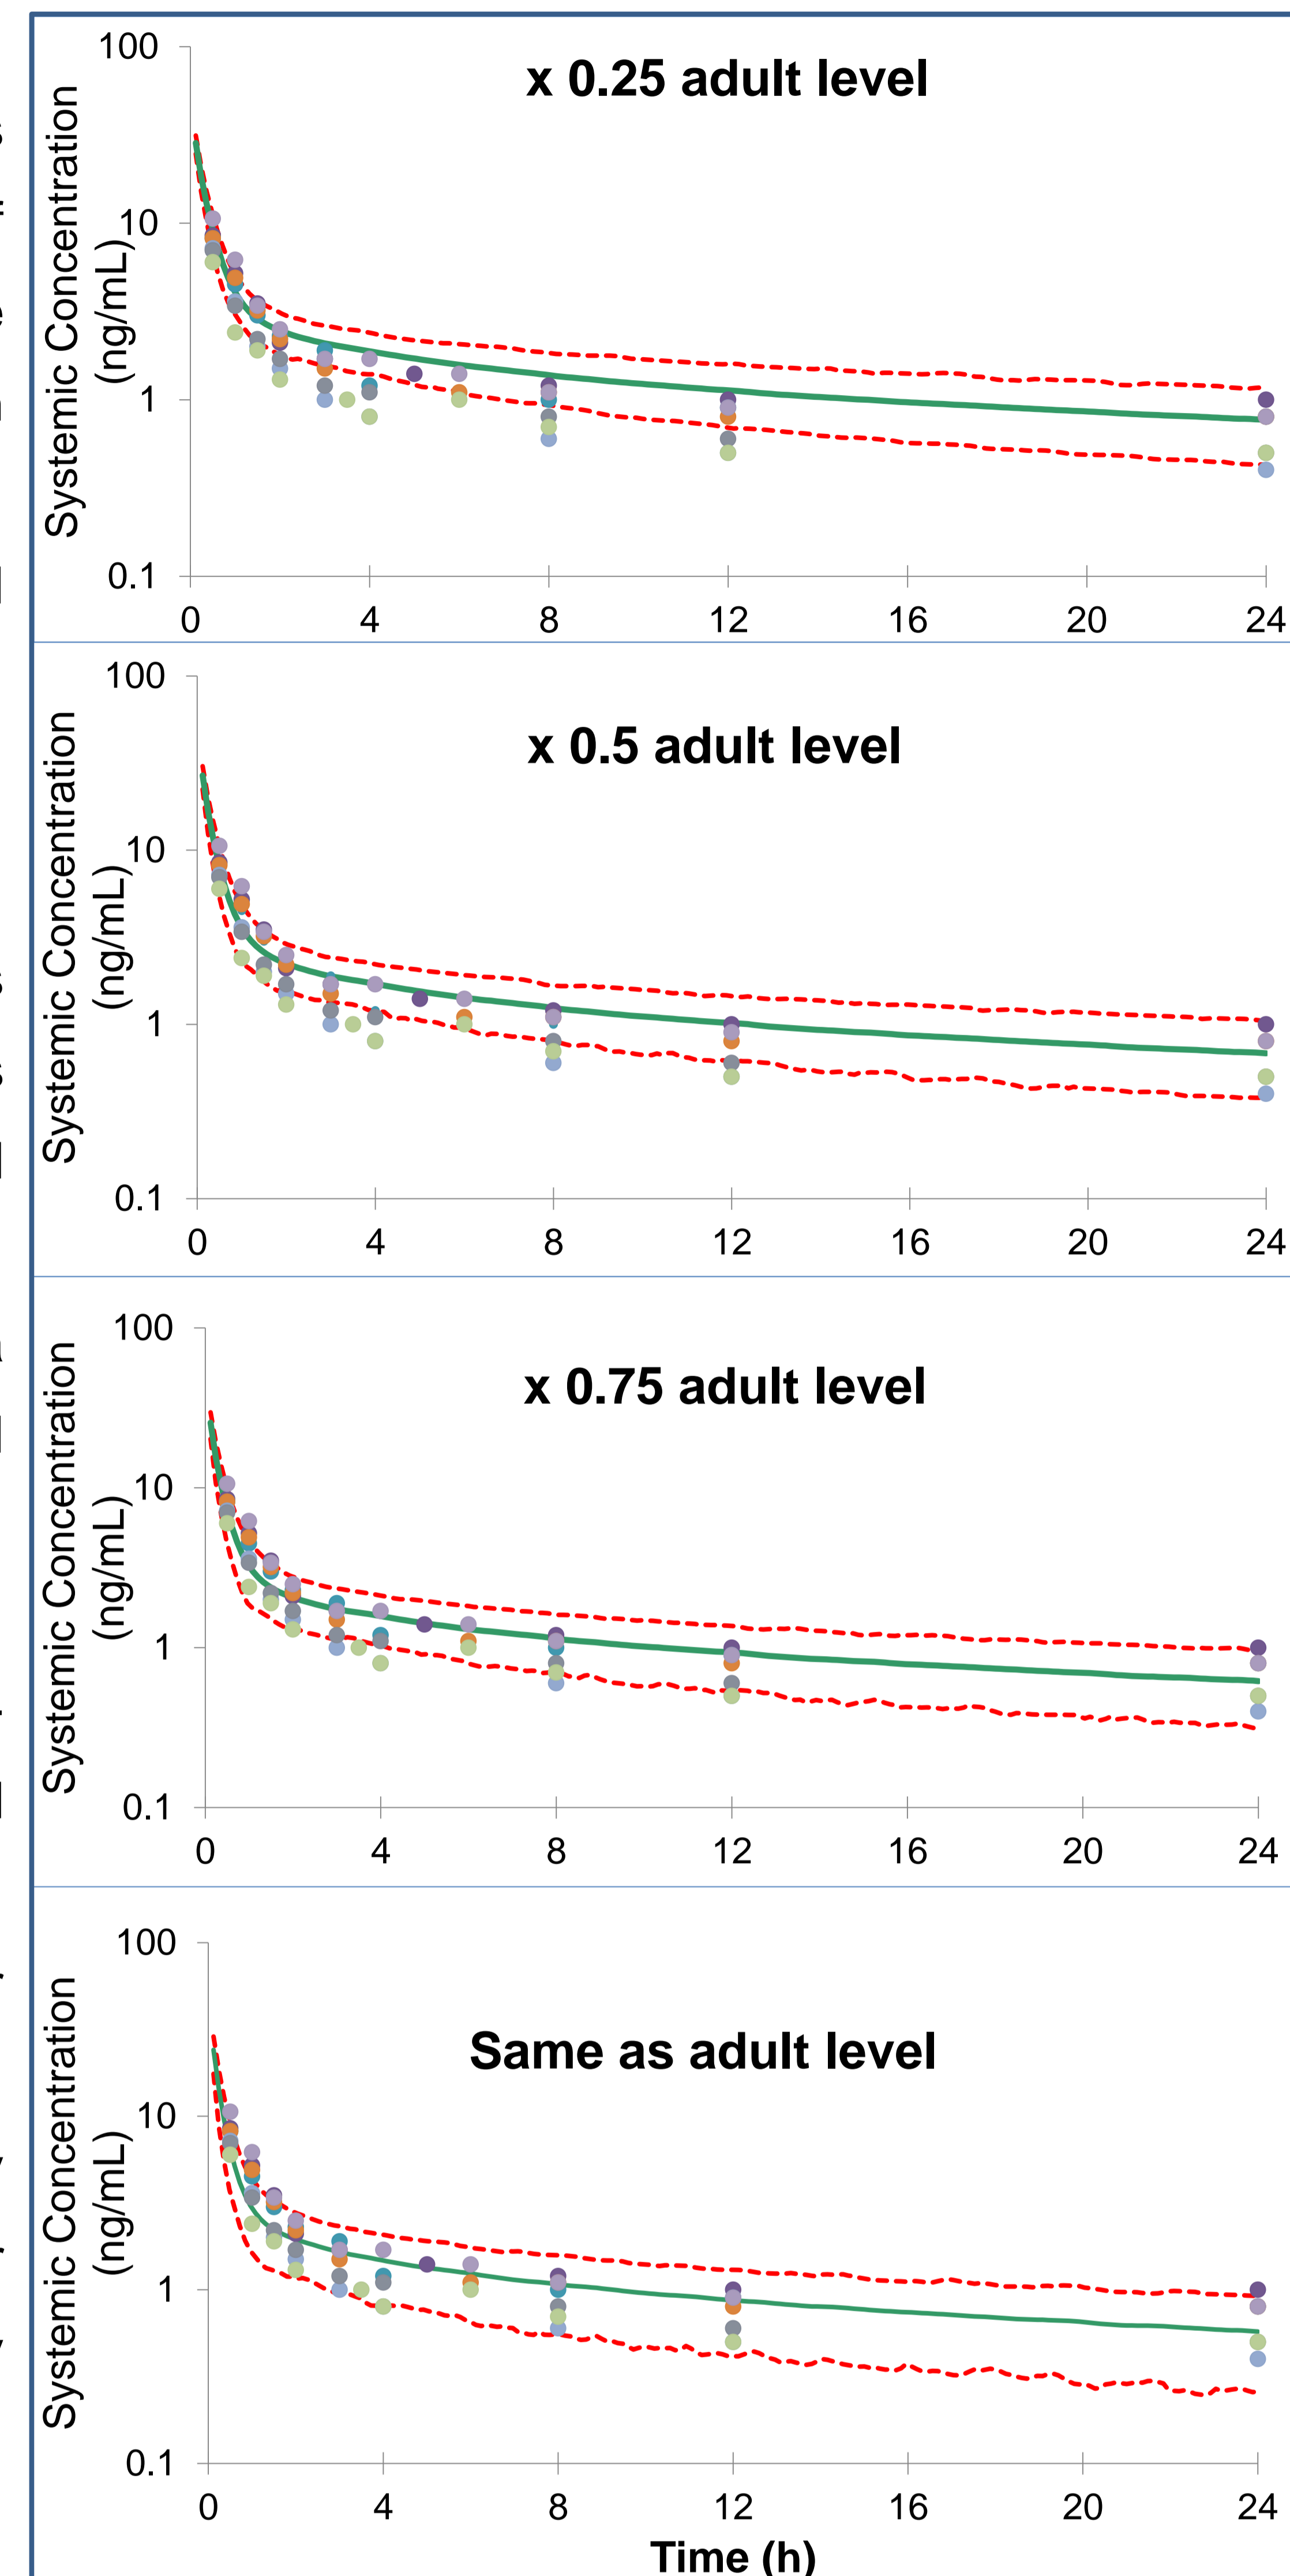 x 0.25 adult level
Systemic Concentration
(ng/mL)
100
10
1
0.1
0 4 8 12 16 20 24
x 0.5 adult level
Systemic Concentration
(ng/mL)
100
10
1
0.1
0 4 8 12 16 20 24
x 0.75 adult level
Systemic Concentration
(ng/mL)
100
10
1
0.1
0 4 8 12 16 20 24
Same as adult level
Systemic Concentration
(ng/mL)
100
10
1
0.1
0 4 8 12 16 20 24
Time (h)